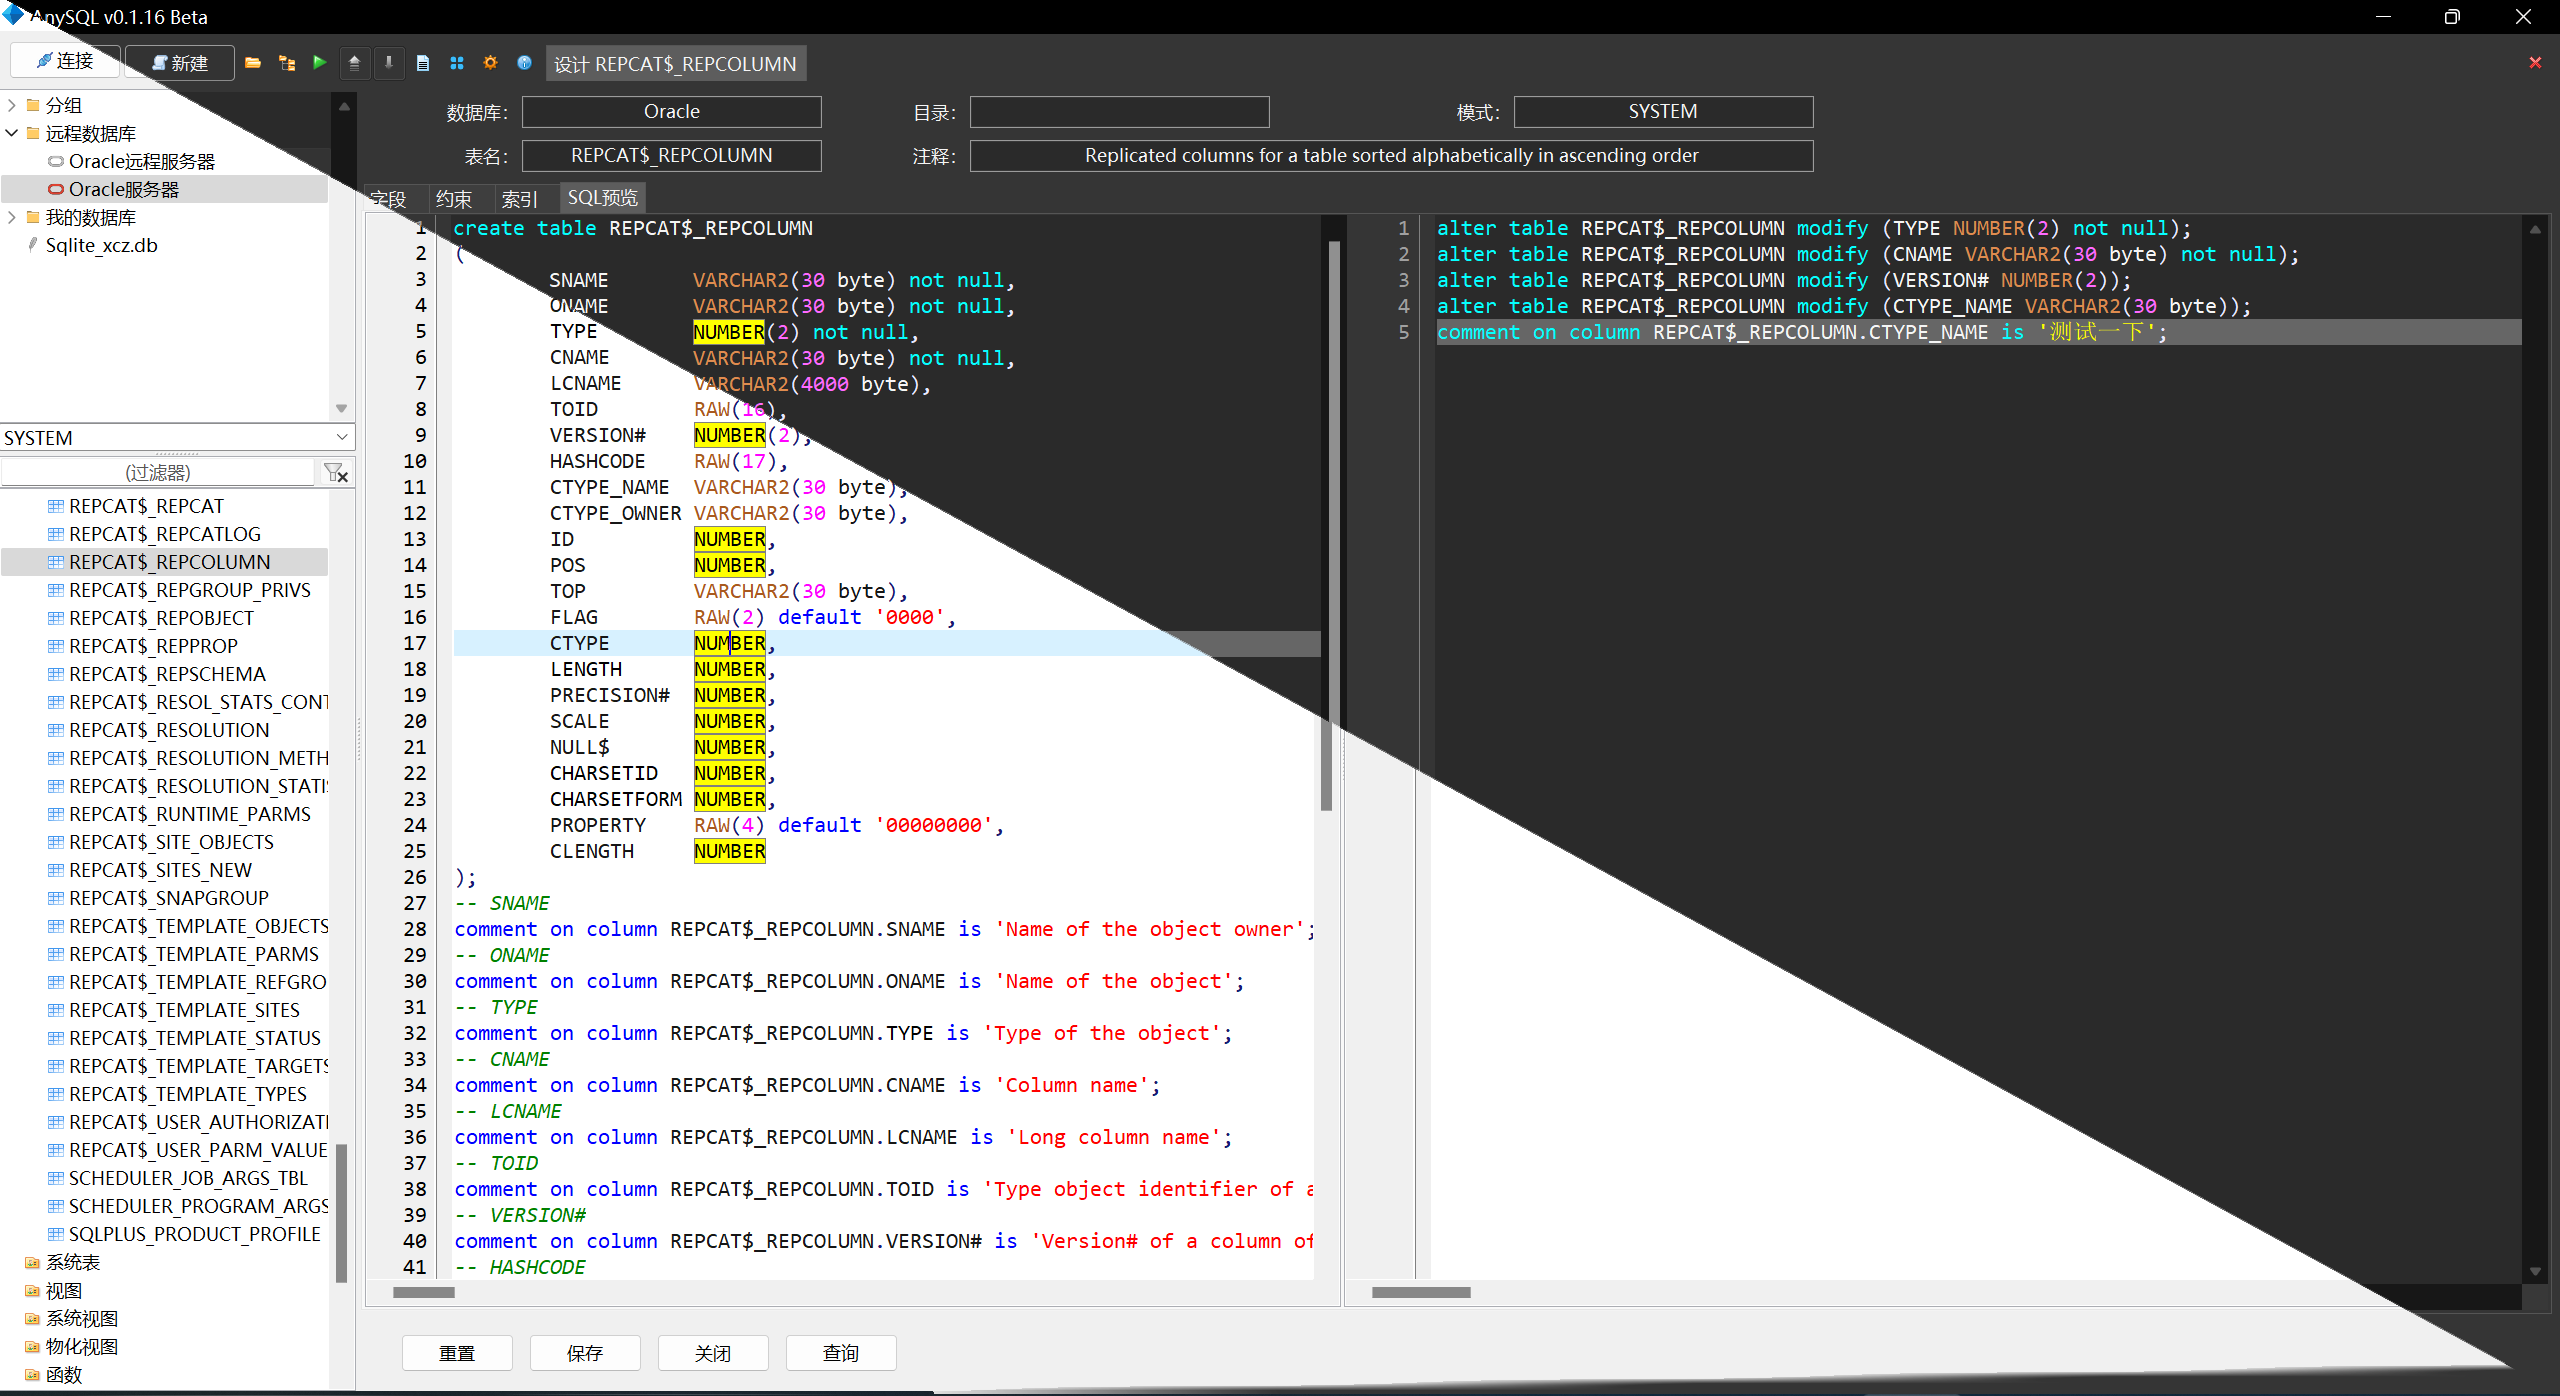 AnySQL v0.1.16 Beta
连接
新建
设计 REPCAT$_REPCOLUMN
分组
远程数据库
Oracle远程服务器
Oracle服务器
我的数据库
Sqlite_xcz.db
SYSTEM
(过滤器)
REPCAT$_REPCAT
REPCAT$_REPCATLOG
REPCAT$_REPCOLUMN
REPCAT$_REPGROUP_PRIVS
REPCAT$_REPOBJECT
REPCAT$_REPPROP
REPCAT$_REPSCHEMA
REPCAT$_RESOL_STATS_CONT
REPCAT$_RESOLUTION
REPCAT$_RESOLUTION_METH
REPCAT$_RESOLUTION_STATIS
REPCAT$_RUNTIME_PARMS
REPCAT$_SITE_OBJECTS
REPCAT$_SITES_NEW
REPCAT$_SNAPGROUP
REPCAT$_TEMPLATE_OBJECTS
REPCAT$_TEMPLATE_PARMS
REPCAT$_TEMPLATE_REFGRO
REPCAT$_TEMPLATE_SITES
REPCAT$_TEMPLATE_STATUS
REPCAT$_TEMPLATE_TARGETS
REPCAT$_TEMPLATE_TYPES
REPCAT$_USER_AUTHORIZATI
REPCAT$_USER_PARM_VALUE
SCHEDULER_JOB_ARGS_TBL
SCHEDULER_PROGRAM_ARGS
SQLPLUS_PRODUCT_PROFILE
系统表
视图
系统视图
物化视图
函数
数据库: Oracle 目录: 模式: SYSTEM
表名: REPCAT$_REPCOLUMN 注释: Replicated columns for a table sorted alphabetically in ascending order
字段 约束 索引 SQL预览
1 create table REPCAT$_REPCOLUMN
2 (
3 SNAME VARCHAR2(30 byte) not null,
4 ONAME VARCHAR2(30 byte) not null,
5 TYPE NUMBER(2) not null,
6 CNAME VARCHAR2(30 byte) not null,
7 LCNAME VARCHAR2(4000 byte),
8 TOID RAW(16),
9 VERSION# NUMBER(2),
10 HASHCODE RAW(17),
11 CTYPE_NAME VARCHAR2(30 byte),
12 CTYPE_OWNER VARCHAR2(30 byte),
13 ID NUMBER,
14 POS NUMBER,
15 TOP VARCHAR2(30 byte),
16 FLAG RAW(2) default '0000',
17 CTYPE NUMBER,
18 LENGTH NUMBER,
19 PRECISION# NUMBER,
20 SCALE NUMBER,
21 NULL$ NUMBER,
22 CHARSETID NUMBER,
23 CHARSETFORM NUMBER,
24 PROPERTY RAW(4) default '00000000',
25 CLENGTH NUMBER
26 );
27 -- SNAME
28 comment on column REPCAT$_REPCOLUMN.SNAME is 'Name of the object owner';
29 -- ONAME
30 comment on column REPCAT$_REPCOLUMN.ONAME is 'Name of the object';
31 -- TYPE
32 comment on column REPCAT$_REPCOLUMN.TYPE is 'Type of the object';
33 -- CNAME
34 comment on column REPCAT$_REPCOLUMN.CNAME is 'Column name';
35 -- LCNAME
36 comment on column REPCAT$_REPCOLUMN.LCNAME is 'Long column name';
37 -- TOID
38 comment on column REPCAT$_REPCOLUMN.TOID is 'Type object identifier of a
39 -- VERSION#
40 comment on column REPCAT$_REPCOLUMN.VERSION# is 'Version# of a column of
41 -- HASHCODE
1 alter table REPCAT$_REPCOLUMN modify (TYPE NUMBER(2) not null);
2 alter table REPCAT$_REPCOLUMN modify (CNAME VARCHAR2(30 byte) not null);
3 alter table REPCAT$_REPCOLUMN modify (VERSION# NUMBER(2));
4 alter table REPCAT$_REPCOLUMN modify (CTYPE_NAME VARCHAR2(30 byte));
5 comment on column REPCAT$_REPCOLUMN.CTYPE_NAME is '测试一下';
重置 保存 关闭 查询